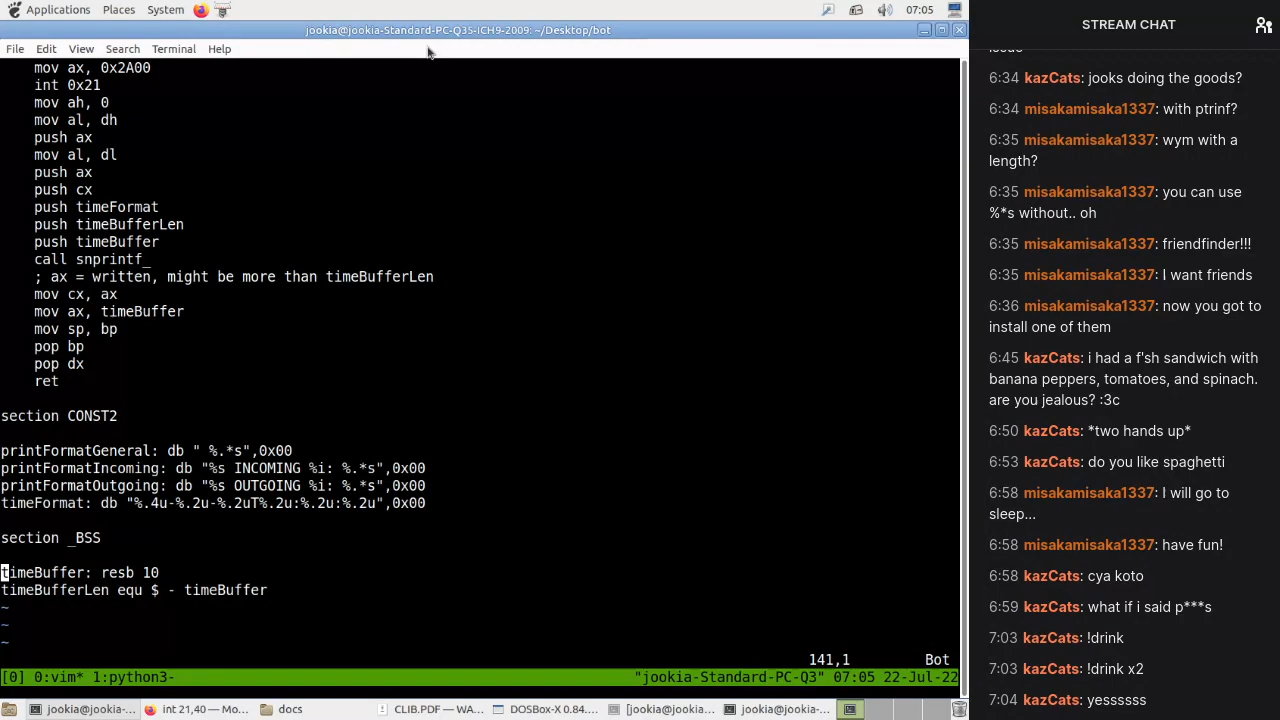 Applications Places System 07:05
jookia@jookia-Standard-PC-Q35-ICH9-2009: ~/Desktop/bot
File Edit View Search Terminal Help
mov ax, 0x2A00
int 0x21
mov ah, 0
mov al, dh
push ax
mov al, dl
push ax
push cx
push timeFormat
push timeBufferLen
push timeBuffer
call snprintf_
; ax = written, might be more than timeBufferLen
mov cx, ax
mov ax, timeBuffer
mov sp, bp
pop bp
pop dx
ret
section CONST2
printFormatGeneral: db " %.*s",0x00
printFormatIncoming: db "%s INCOMING %i: %.*s",0x00
printFormatOutgoing: db "%s OUTGOING %i: %.*s",0x00
timeFormat: db "%.4u-%.2u-%.2uT%.2u:%.2u:%.2u",0x00
section _BSS
timeBuffer: resb 10
timeBufferLen equ $ - timeBuffer
~
~
~
141,1 Bot
[0] 0:vim* 1:python3- "jookia-Standard-PC-Q3" 07:05 22-Jul-22
jookia@jookia-... int 21,40 — Mo... docs CLIB.PDF — WA... DOSBox-X 0.84.... [jookia@jookia... jookia@jookia-...
STREAM CHAT
6:34 kazCats: jooks doing the goods?
6:34 misakamisaka1337: with ptrinf?
6:35 misakamisaka1337: wym with a
length?
6:35 misakamisaka1337: you can use
%*s without.. oh
6:35 misakamisaka1337: friendfinder!!!
6:35 misakamisaka1337: I want friends
6:36 misakamisaka1337: now you got to
install one of them
6:45 kazCats: i had a f'sh sandwich with
banana peppers, tomatoes, and spinach.
are you jealous? :3c
6:50 kazCats: *two hands up*
6:53 kazCats: do you like spaghetti
6:58 misakamisaka1337: I will go to
sleep...
6:58 misakamisaka1337: have fun!
6:58 kazCats: cya koto
6:59 kazCats: what if i said p***s
7:03 kazCats: !drink
7:03 kazCats: !drink x2
7:04 kazCats: yessssss